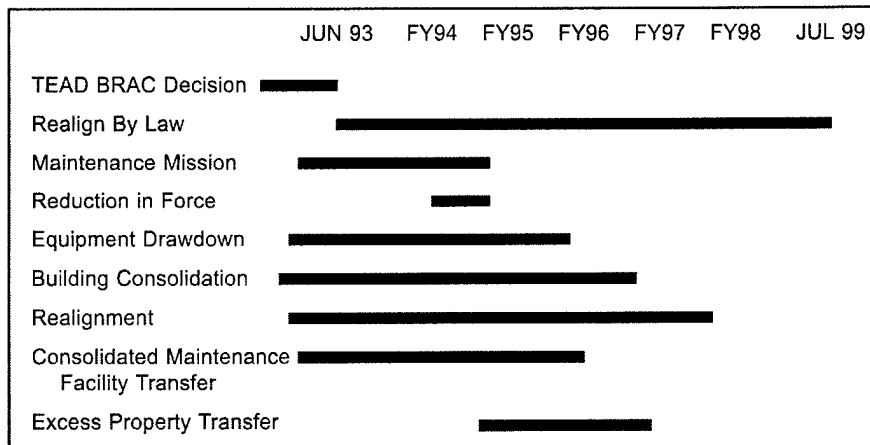 JUN 93 FY94 FY95 FY96 FY97 FY98 JUL 99
TEAD BRAC Decision
Realign By Law
Maintenance Mission
Reduction in Force
Equipment Drawdown
Building Consolidation
Realignment
Consolidated Maintenance
Facility Transfer
Excess Property Transfer